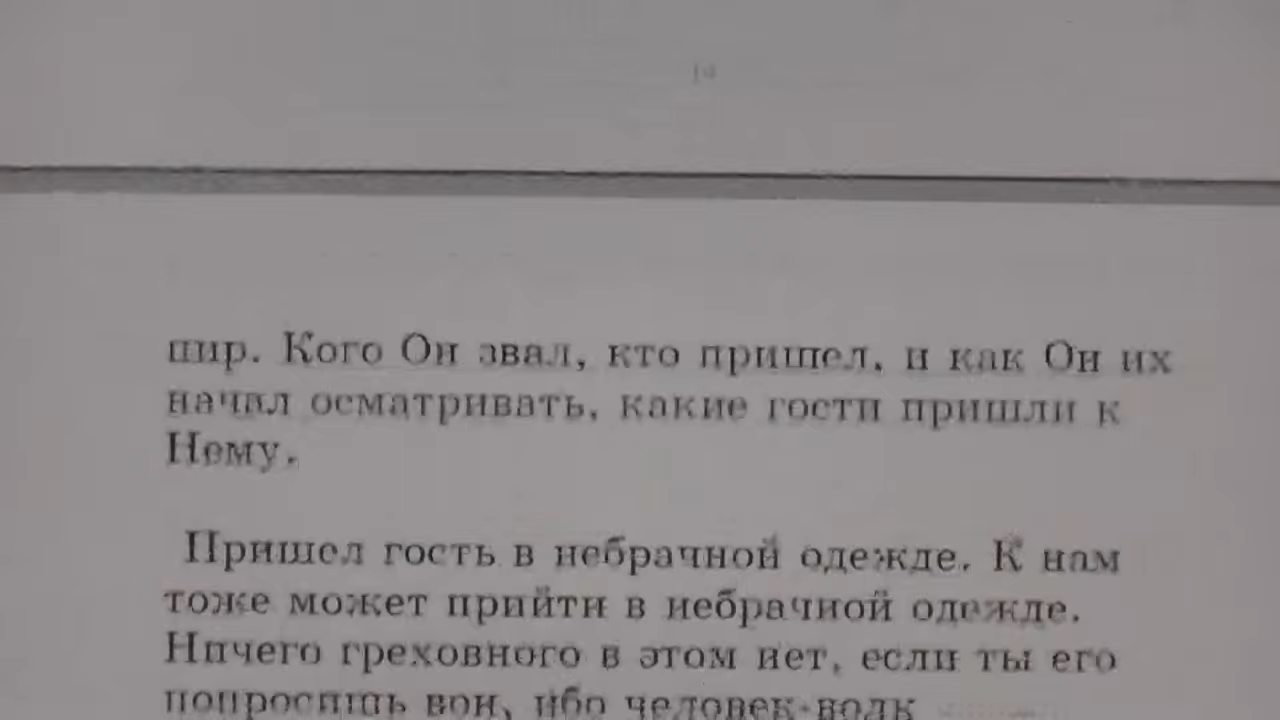 14
пир. Кого Он звал, кто пришел, и как Он их
начал осматривать, какие гости пришли к
Нему.
Пришел гость в небрачной одежде. К нам
тоже может прийти в небрачной одежде.
Ничего греховного в этом нет, если ты его
попросишь вон, ибо человек-волк